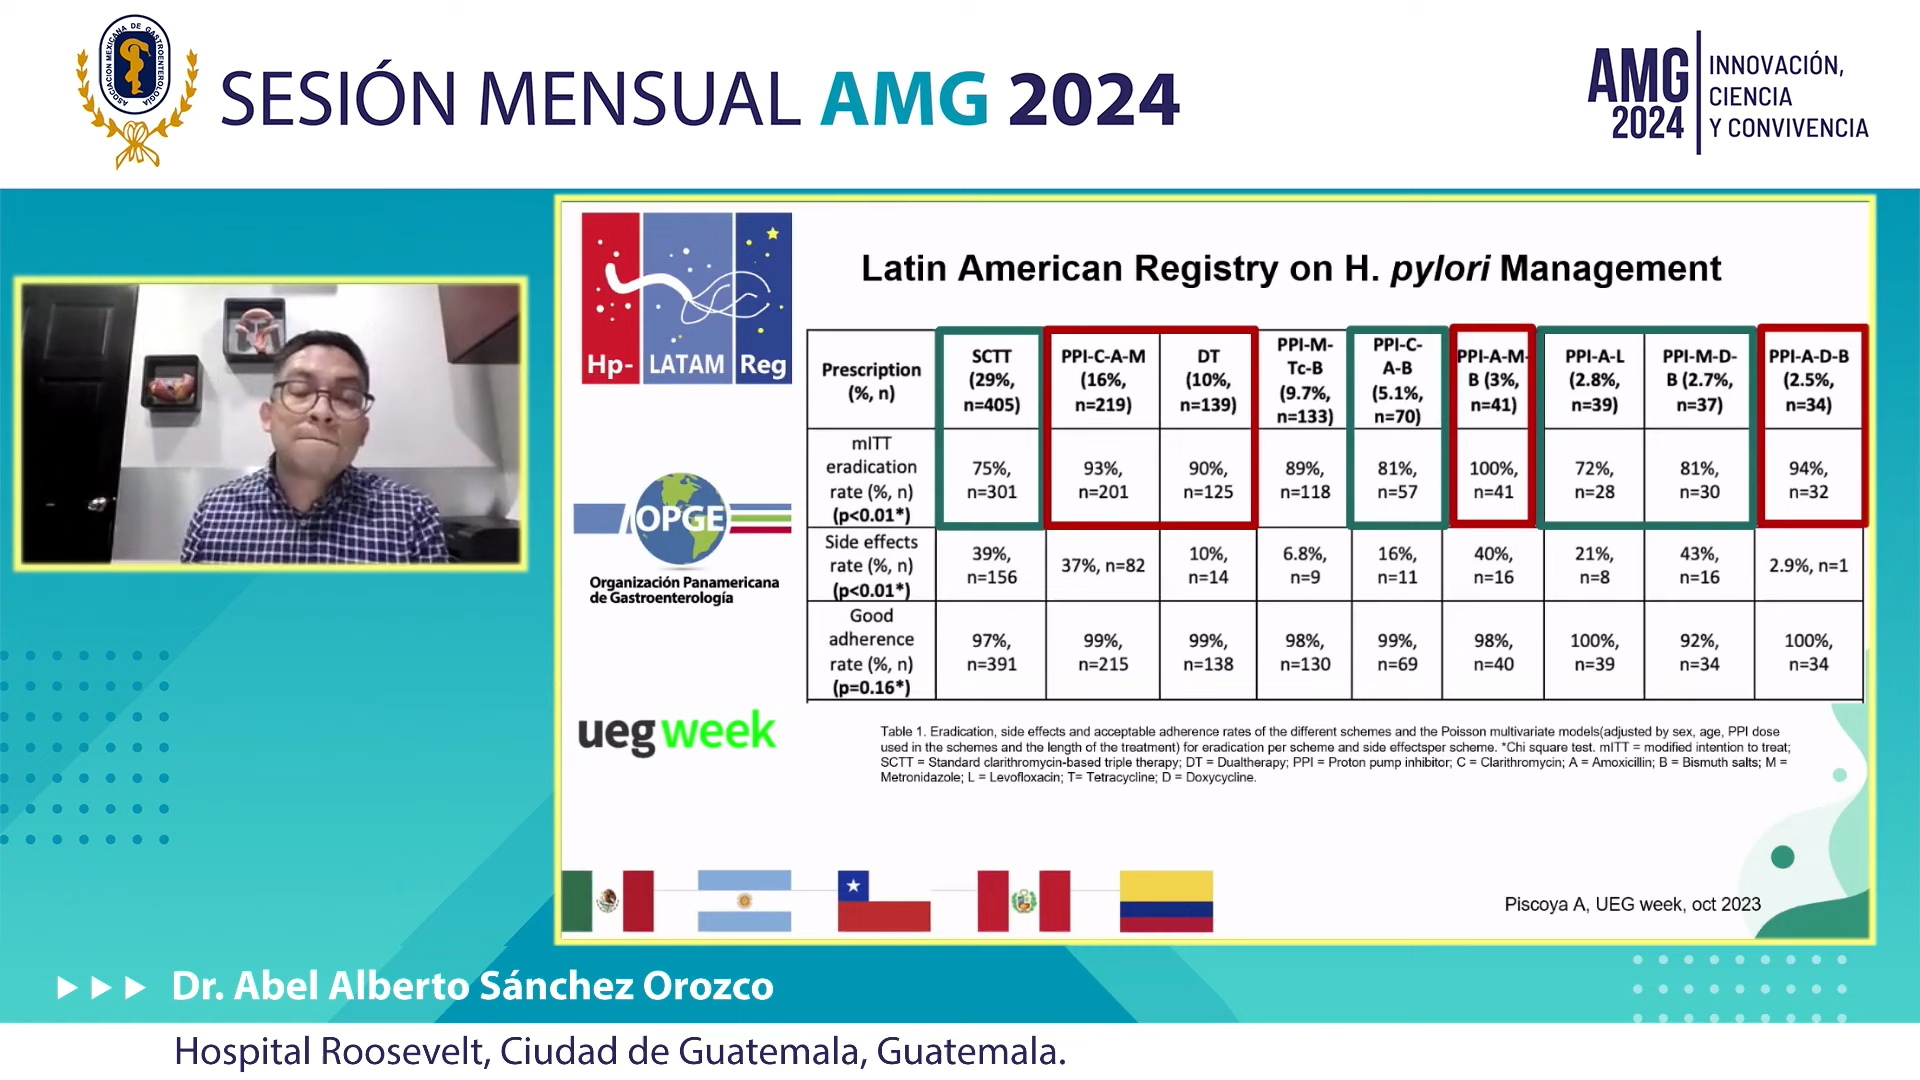 ASOCIACION MEXICANA DE GASTROENTEROLOGÍA
SESIÓN MENSUAL AMG 2024
AMG
2024
INNOVACIÓN,
CIENCIA
Y CONVIVENCIA
Hp- LATAM Reg
Latin American Registry on H. pylori Management
Prescription
(%, n)
SCTT
(29%,
n=405)
PPI-C-A-M
(16%,
n=219)
DT
(10%,
n=139)
PPI-M-
Tc-B
(9.7%,
n=133)
PPI-C-
A-B
(5.1%,
n=70)
PPI-A-M-
B (3%,
n=41)
PPI-A-L
(2.8%,
n=39)
PPI-M-D-
B (2.7%,
n=37)
PPI-A-D-B
(2.5%,
n=34)
mITT
eradication
rate (%, n)
(p<0.01*)
75%,
n=301
93%,
n=201
90%,
n=125
89%,
n=118
81%,
n=57
100%,
n=41
72%,
n=28
81%,
n=30
94%,
n=32
Side effects
rate (%, n)
(p<0.01*)
39%,
n=156
37%, n=82
10%,
n=14
6.8%,
n=9
16%,
n=11
40%,
n=16
21%,
n=8
43%,
n=16
2.9%, n=1
Good
adherence
rate (%, n)
(p=0.16*)
97%,
n=391
99%,
n=215
99%,
n=138
98%,
n=130
99%,
n=69
98%,
n=40
100%,
n=39
92%,
n=34
100%,
n=34
OPGE
Organización Panamericana
de Gastroenterología
ueg week
Table 1. Eradication, side effects and acceptable adherence rates of the different schemes and the Poisson multivariate models(adjusted by sex, age, PPI dose
used in the schemes and the length of the treatment) for eradication per scheme and side effectsper scheme. *Chi square test. mITT = modified intention to treat;
SCTT = Standard clarithromycin-based triple therapy; DT = Dualtherapy; PPI = Proton pump inhibitor; C = Clarithromycin; A = Amoxicillin; B = Bismuth salts; M =
Metronidazole; L = Levofloxacin; T= Tetracycline; D = Doxycycline.
Piscoya A, UEG week, oct 2023
Dr. Abel Alberto Sánchez Orozco
Hospital Roosevelt, Ciudad de Guatemala, Guatemala.